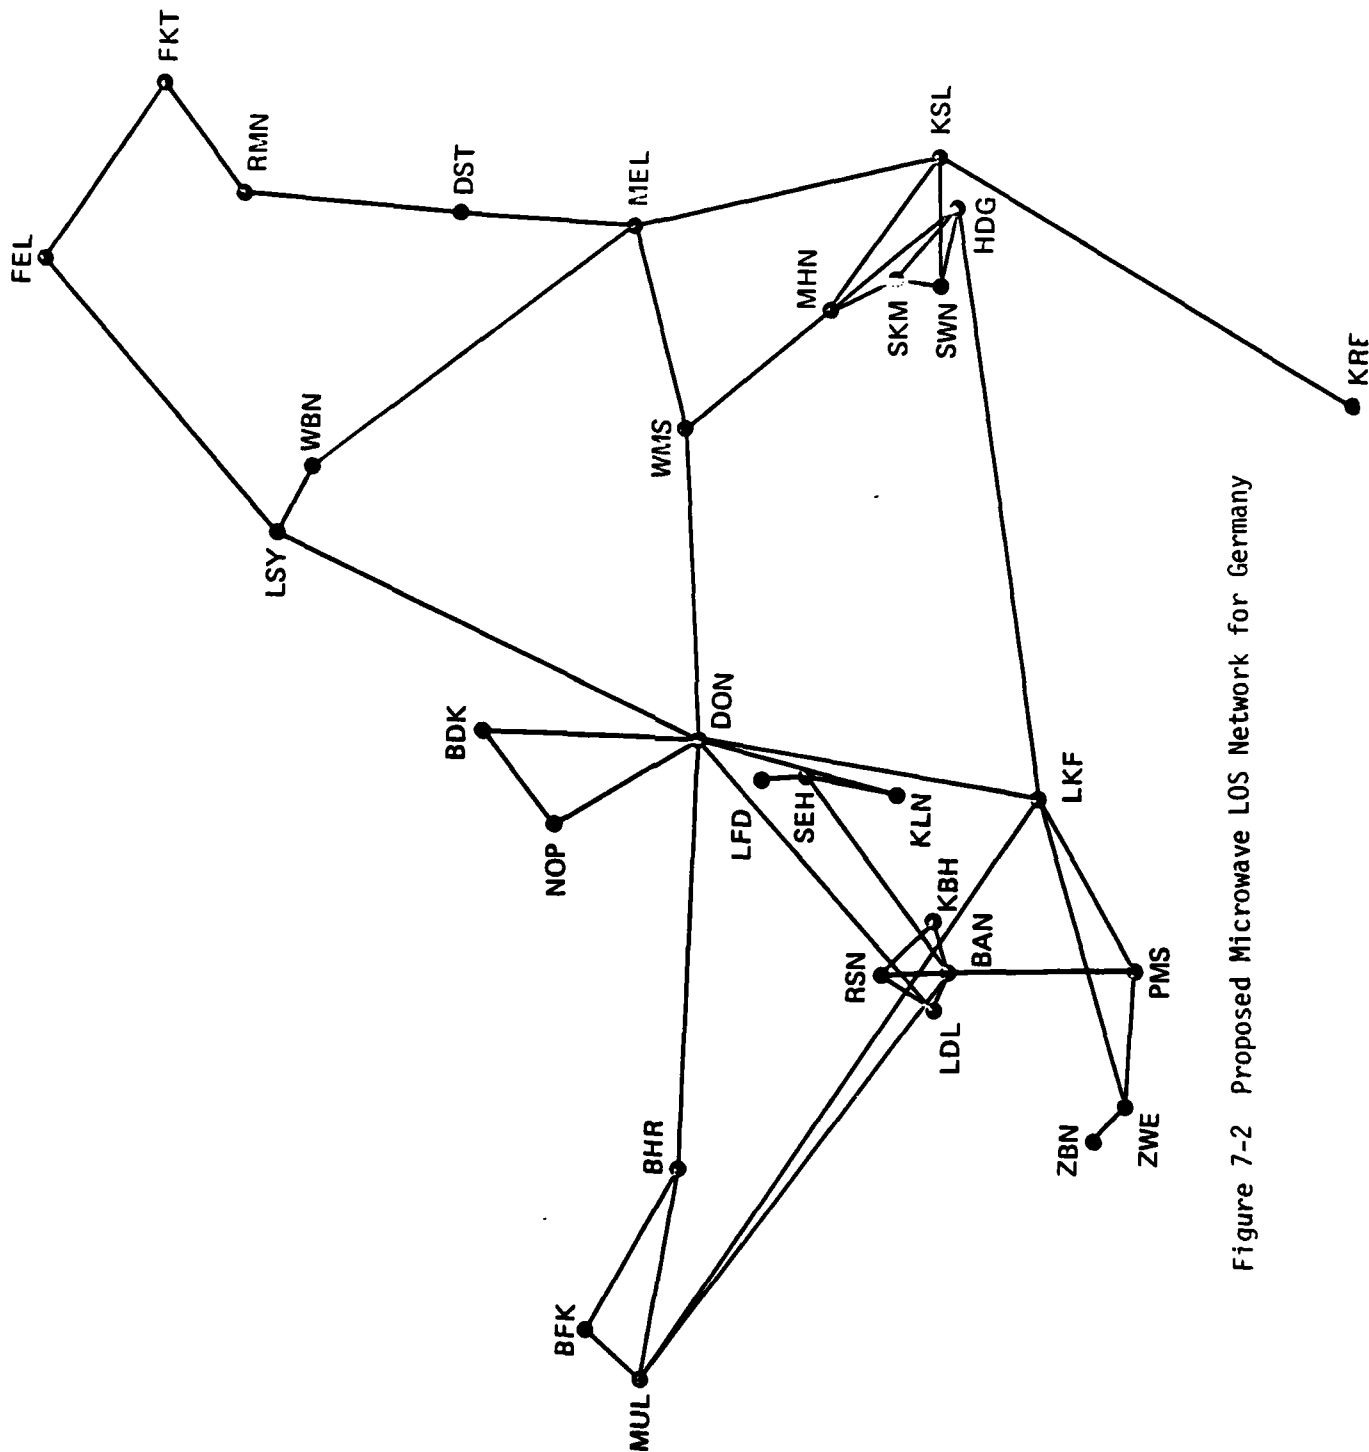 FKT
FEL
RMN
DST
MEL
KSL
HDG
MHN
SKM
SWN
WBN
WMS
LSY
KRE
BDK
DON
NOP
LFD
SEH
KLN
LKF
KBH
RSN
BAN
LDL
PMS
BHR
ZBN
ZWE
BFK
MUL
Figure 7-2 Proposed Microwave LOS Network for Germany